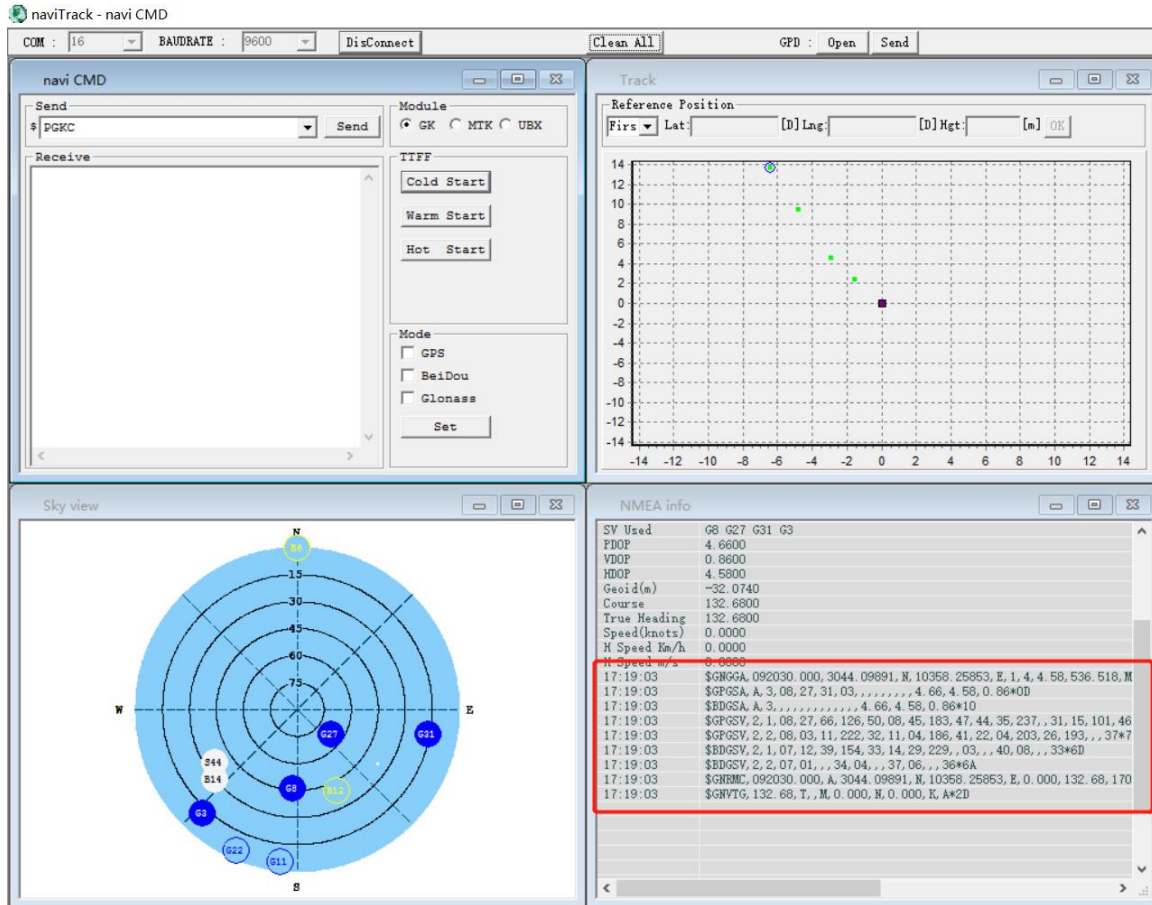 naviTrack - navi CMD
COM : 16 BAUDRATE : 9600 DisConnect Clean All GPD : Open Send
navi CMD
Send
$ PGKC Send
Module
GK MTK UBX
Receive
TTFF
Cold Start
Warm Start
Hot Start
Mode
GPS
BeiDou
Glonass
Set
Track
Reference Position
Firs Lat: [D] Lng: [D] Hgt: [m] OK
14
12
10
8
6
4
2
0
-2
-4
-6
-8
-10
-12
-14
-14 -12 -10 -8 -6 -4 -2 0 2 4 6 8 10 12 14
Sky view
N
B6
15
30
45
60
75
W
E
G27
G31
S44
B14
G8
B12
G3
G22
G11
S
NMEA info
SV Used G8 G27 G31 G3
PDOP 4.6600
VDOP 0.8600
HDOP 4.5800
Geoid(m) -32.0740
Course 132.6800
True Heading 132.6800
Speed(knots) 0.0000
H Speed Km/h 0.0000
H Speed m/s 0.0000
17:19:03 $GNGGA,092030.000,3044.09891,N,10358.25853,E,1,4,4.58,536.518,M
17:19:03 $GPGSA,A,3,08,27,31,03,,,,,,,,,4.66,4.58,0.86*0D
17:19:03 $BDGSA,A,3,,,,,,,,,,,,,4.66,4.58,0.86*10
17:19:03 $GPGSV,2,1,08,27,66,126,50,08,45,183,47,44,35,237,,31,15,101,46
17:19:03 $GPGSV,2,2,08,03,11,222,32,11,04,186,41,22,04,203,26,193,,,37*7
17:19:03 $BDGSV,2,1,07,12,39,154,33,14,29,229,,03,,,40,08,,,33*6D
17:19:03 $BDGSV,2,2,07,01,,,34,04,,,37,06,,,36*6A
17:19:03 $GNRMC,092030.000,A,3044.09891,N,10358.25853,E,0.000,132.68,170
17:19:03 $GNVTG,132.68,T,,M,0.000,N,0.000,K,A*2D